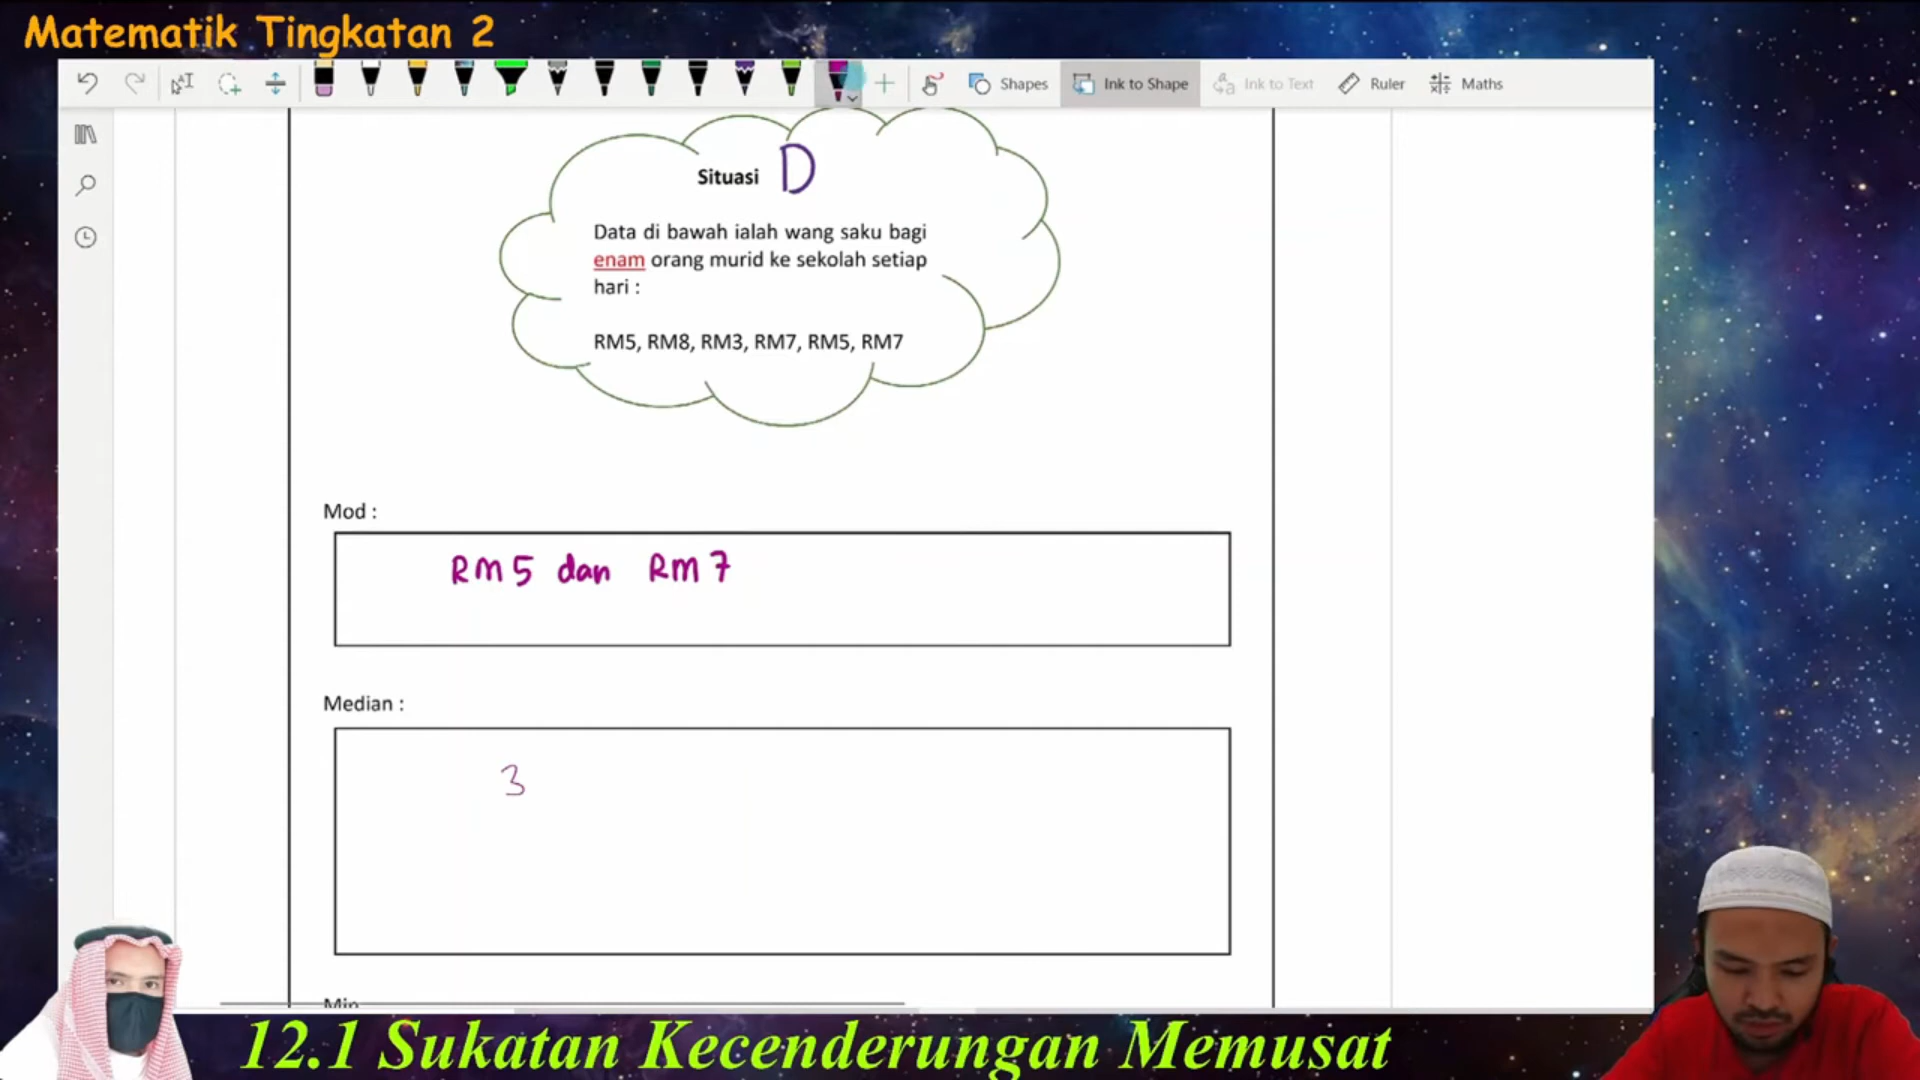 Matematik Tingkatan 2
Shapes
Ink to Shape
Ink to Text
Ruler
Maths
Situasi D
Data di bawah ialah wang saku bagi
enam orang murid ke sekolah setiap
hari :
RM5, RM8, RM3, RM7, RM5, RM7
Mod :
RM5 dan RM7
Median :
3
Min
12.1 Sukatan Kecenderungan Memusat